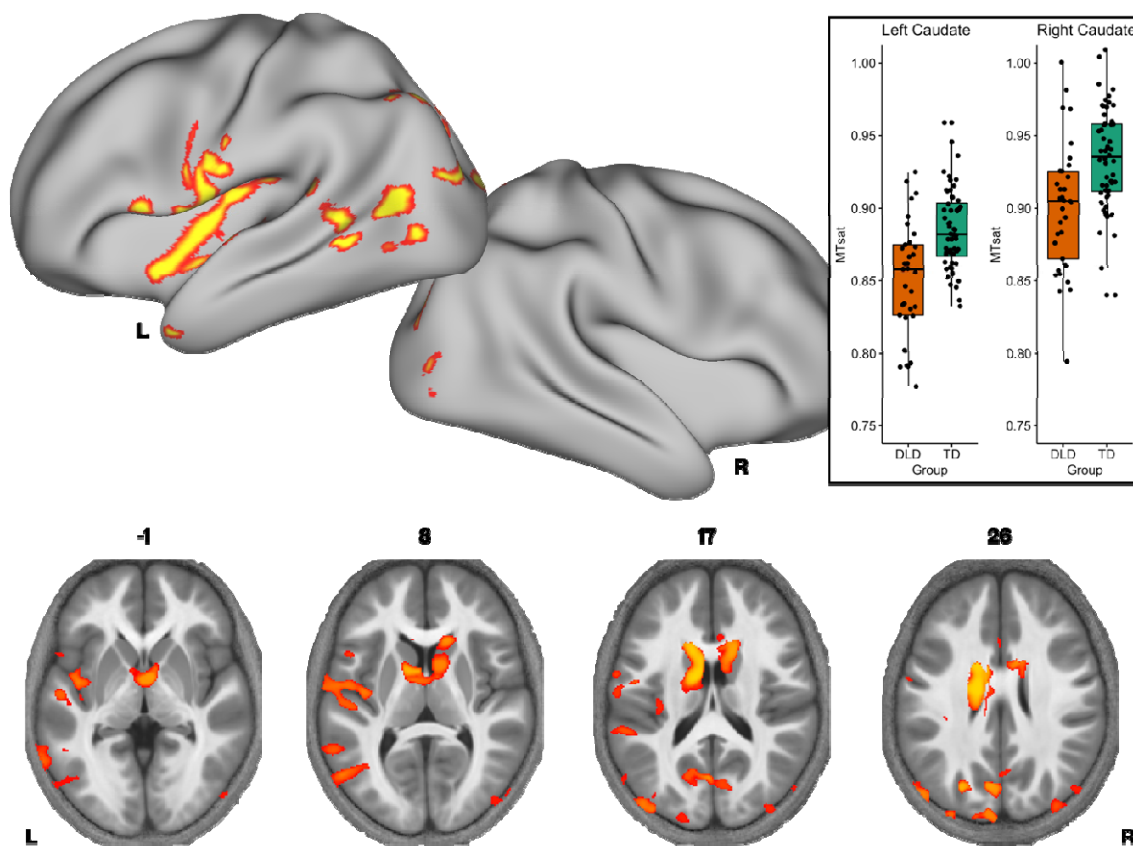 Left Caudate
Right Caudate
1.00
0.95
0.90
0.85
0.80
0.75
MTsat
DLD TD
Group
1.00
0.95
0.90
0.85
0.80
0.75
MTsat
DLD TD
Group
L
R
-1 8 17 26
L R